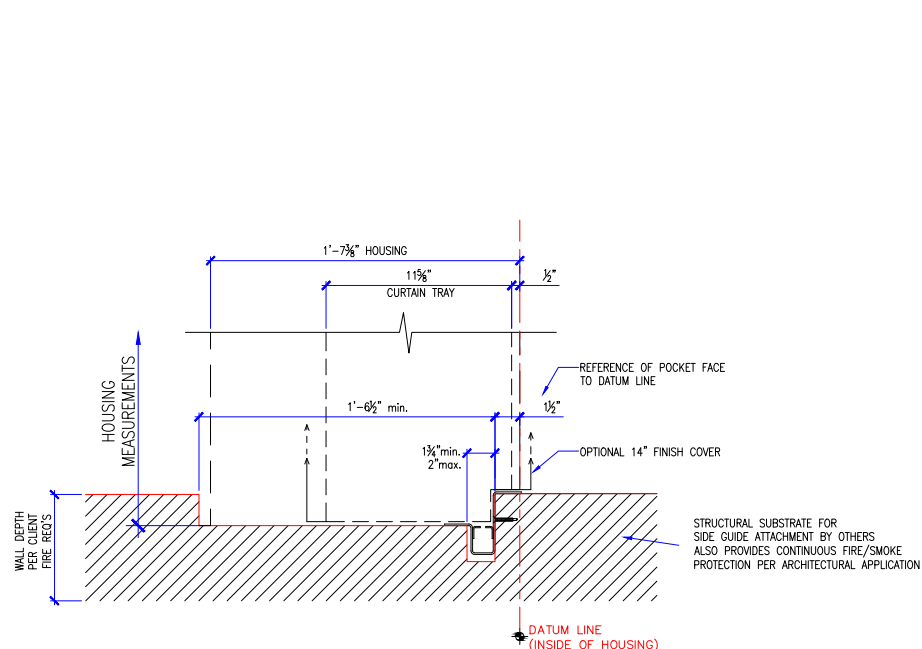 1'-7⅜" HOUSING
11⅝"
½"
CURTAIN TRAY
HOUSING
MEASUREMENTS
REFERENCE OF POCKET FACE
TO DATUM LINE
1'-6½" min.
1½"
1¾"min.
2"max.
OPTIONAL 14" FINISH COVER
WALL DEPTH
PER CLIENT
FIRE REQ'S
STRUCTURAL SUBSTRATE FOR
SIDE GUIDE ATTACHMENT BY OTHERS
ALSO PROVIDES CONTINUOUS FIRE/SMOKE
PROTECTION PER ARCHITECTURAL APPLICATION
DATUM LINE
(INSIDE OF HOUSING)